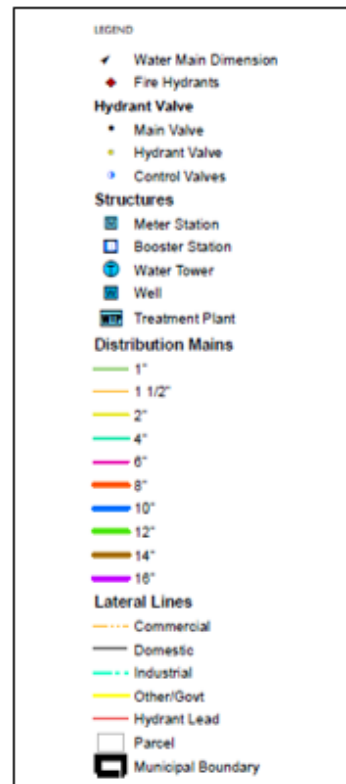 LEGEND
Water Main Dimension
Fire Hydrants
Hydrant Valve
Main Valve
Hydrant Valve
Control Valves
Structures
Meter Station
Booster Station
Water Tower
Well
Treatment Plant
Distribution Mains
1"
1 1/2"
2"
4"
6"
8"
10"
12"
14"
16"
Lateral Lines
Commercial
Domestic
Industrial
Other/Govt
Hydrant Lead
Parcel
Municipal Boundary